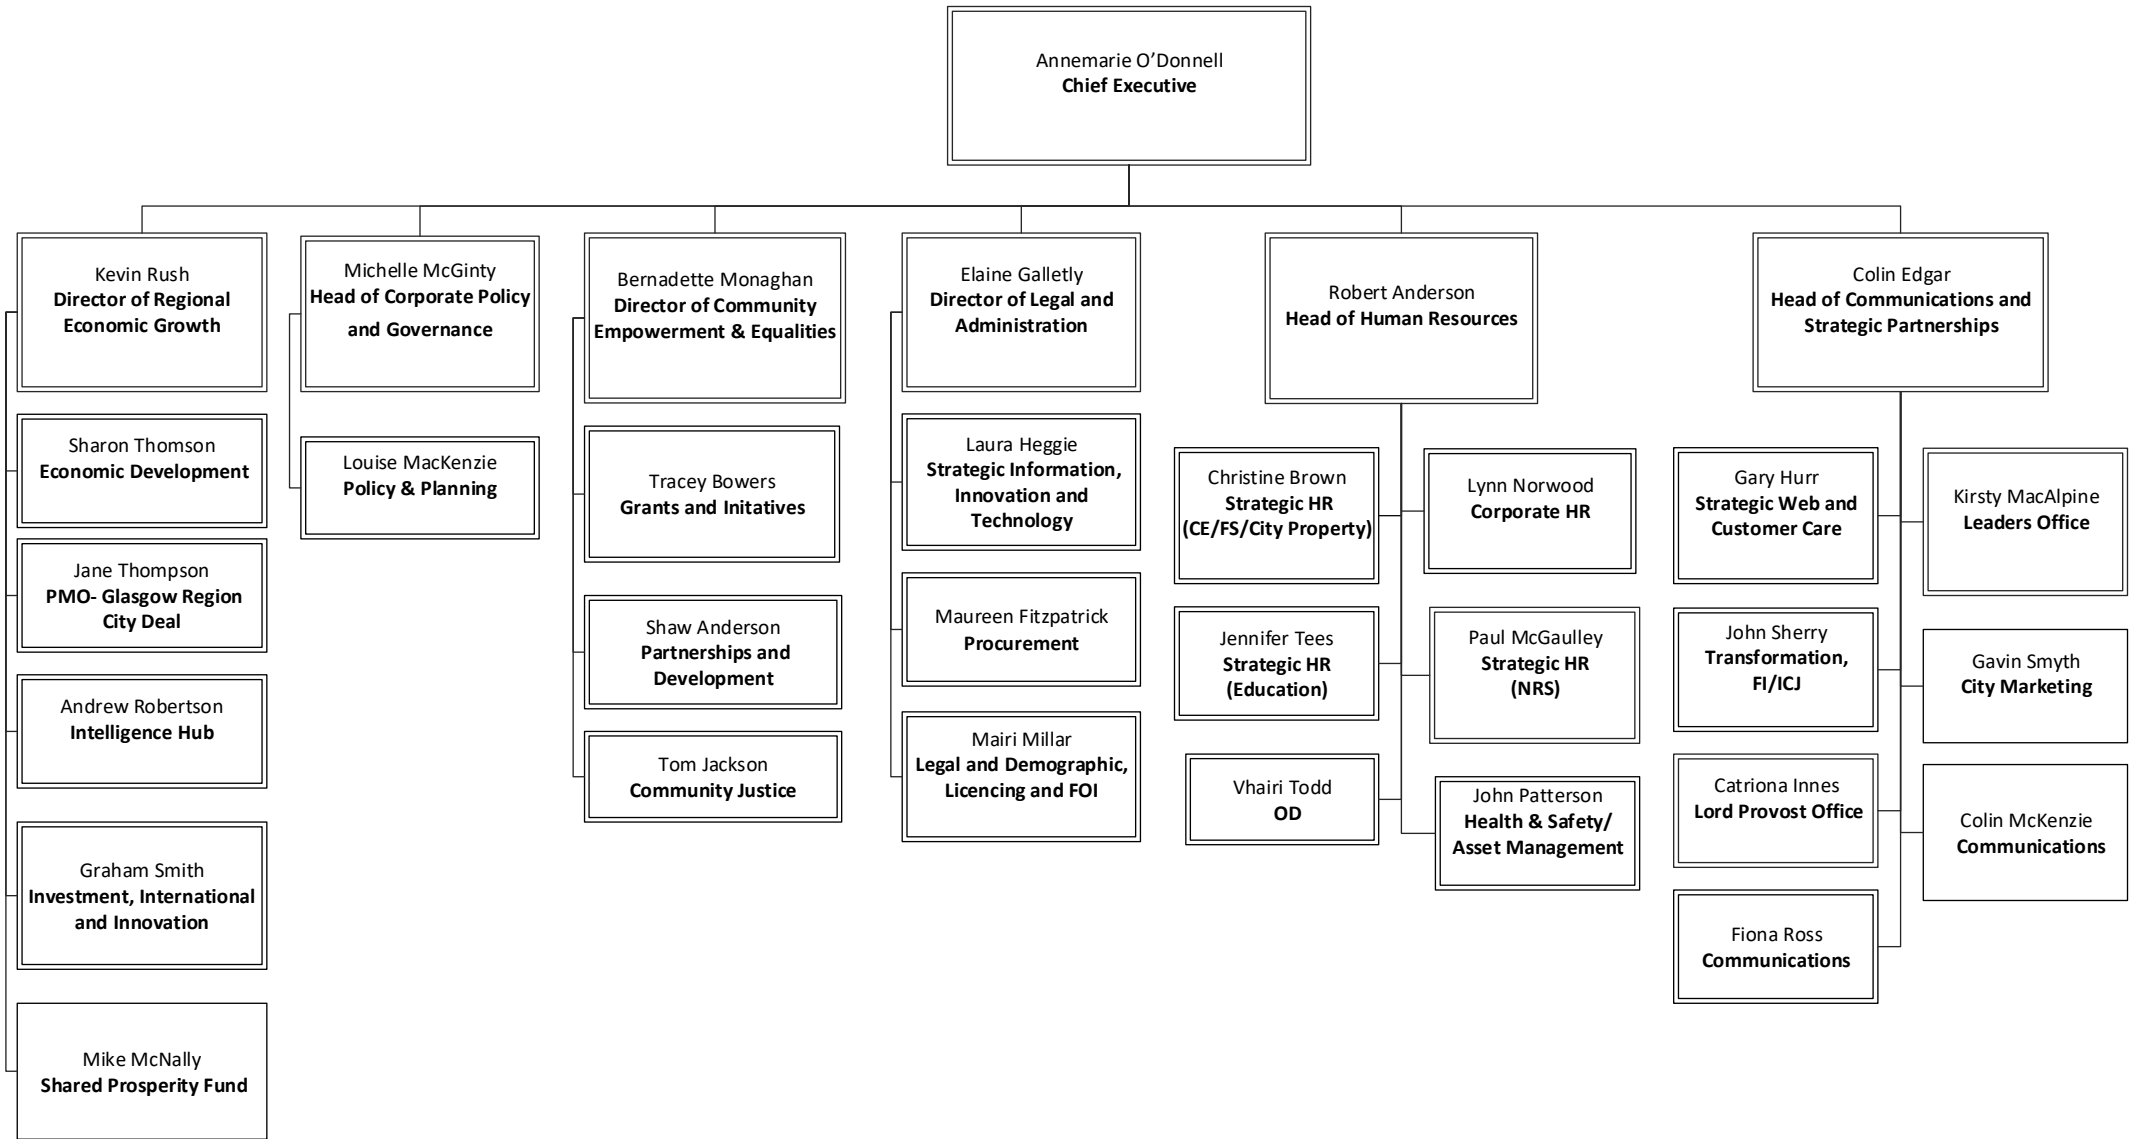 Annemarie O’Donnell
Chief Executive
Kevin Rush
Director of Regional
Economic Growth
Sharon Thomson
Economic Development
Jane Thompson
PMO- Glasgow Region
City Deal
Andrew Robertson
Intelligence Hub
Graham Smith
Investment, International
and Innovation
Mike McNally
Shared Prosperity Fund
Michelle McGinty
Head of Corporate Policy
and Governance
Louise MacKenzie
Policy & Planning
Bernadette Monaghan
Director of Community
Empowerment & Equalities
Tracey Bowers
Grants and Initatives
Shaw Anderson
Partnerships and
Development
Tom Jackson
Community Justice
Elaine Galletly
Director of Legal and
Administration
Laura Heggie
Strategic Information,
Innovation and
Technology
Maureen Fitzpatrick
Procurement
Mairi Millar
Legal and Demographic,
Licencing and FOI
Robert Anderson
Head of Human Resources
Christine Brown
Strategic HR
(CE/FS/City Property)
Lynn Norwood
Corporate HR
Jennifer Tees
Strategic HR
(Education)
Paul McGaulley
Strategic HR
(NRS)
Vhairi Todd
OD
John Patterson
Health & Safety/
Asset Management
Colin Edgar
Head of Communications and
Strategic Partnerships
Gary Hurr
Strategic Web and
Customer Care
Kirsty MacAlpine
Leaders Office
John Sherry
Transformation,
FI/ICJ
Gavin Smyth
City Marketing
Catriona Innes
Lord Provost Office
Colin McKenzie
Communications
Fiona Ross
Communications